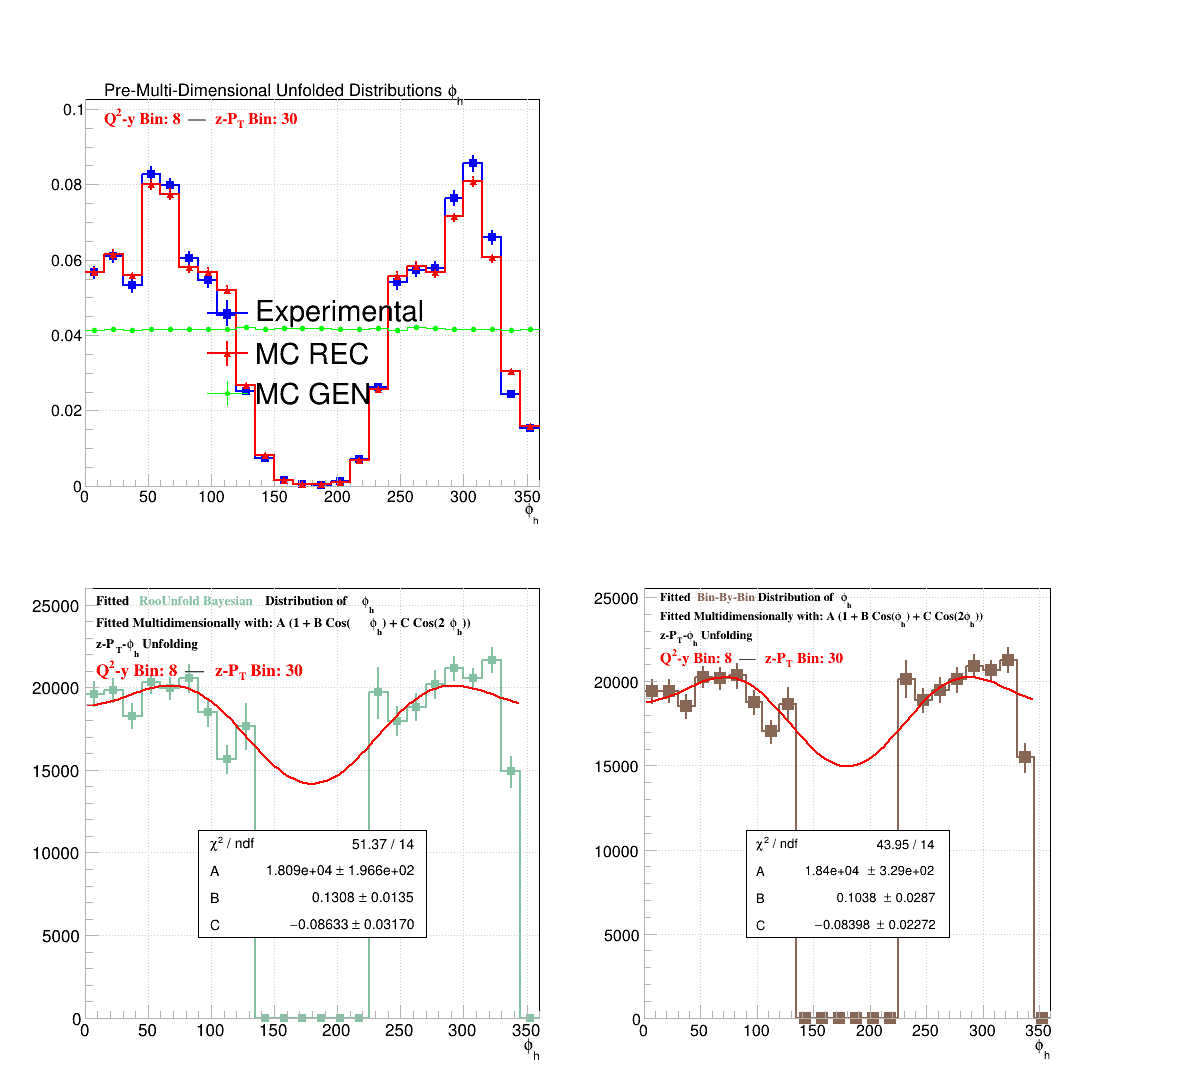 Pre-Multi-Dimensional Unfolded Distributions ϕh
Q2-y Bin: 8 — z-PT Bin: 30
0.1
0.08
0.06
0.04
0.02
0
Experimental
MC REC
MC GEN
0 50 100 150 200 250 300 350
ϕh
Fitted RooUnfold Bayesian Distribution of ϕh
Fitted Multidimensionally with: A (1 + B Cos( ϕh) + C Cos(2 ϕh))
z-PT-ϕh Unfolding
Q2-y Bin: 8 — z-PT Bin: 30
25000
20000
15000
10000
5000
0
χ2 / ndf 51.37 / 14
A 1.809e+04 ± 1.966e+02
B 0.1308 ± 0.0135
C −0.08633 ± 0.03170
0 50 100 150 200 250 300 350
ϕh
Fitted Bin-By-Bin Distribution of ϕh
Fitted Multidimensionally with: A (1 + B Cos(ϕh) + C Cos(2ϕh))
z-PT-ϕh Unfolding
Q2-y Bin: 8 — z-PT Bin: 30
25000
20000
15000
10000
5000
0
χ2 / ndf 43.95 / 14
A 1.84e+04 ± 3.29e+02
B 0.1038 ± 0.0287
C −0.08398 ± 0.02272
0 50 100 150 200 250 300 350
ϕh